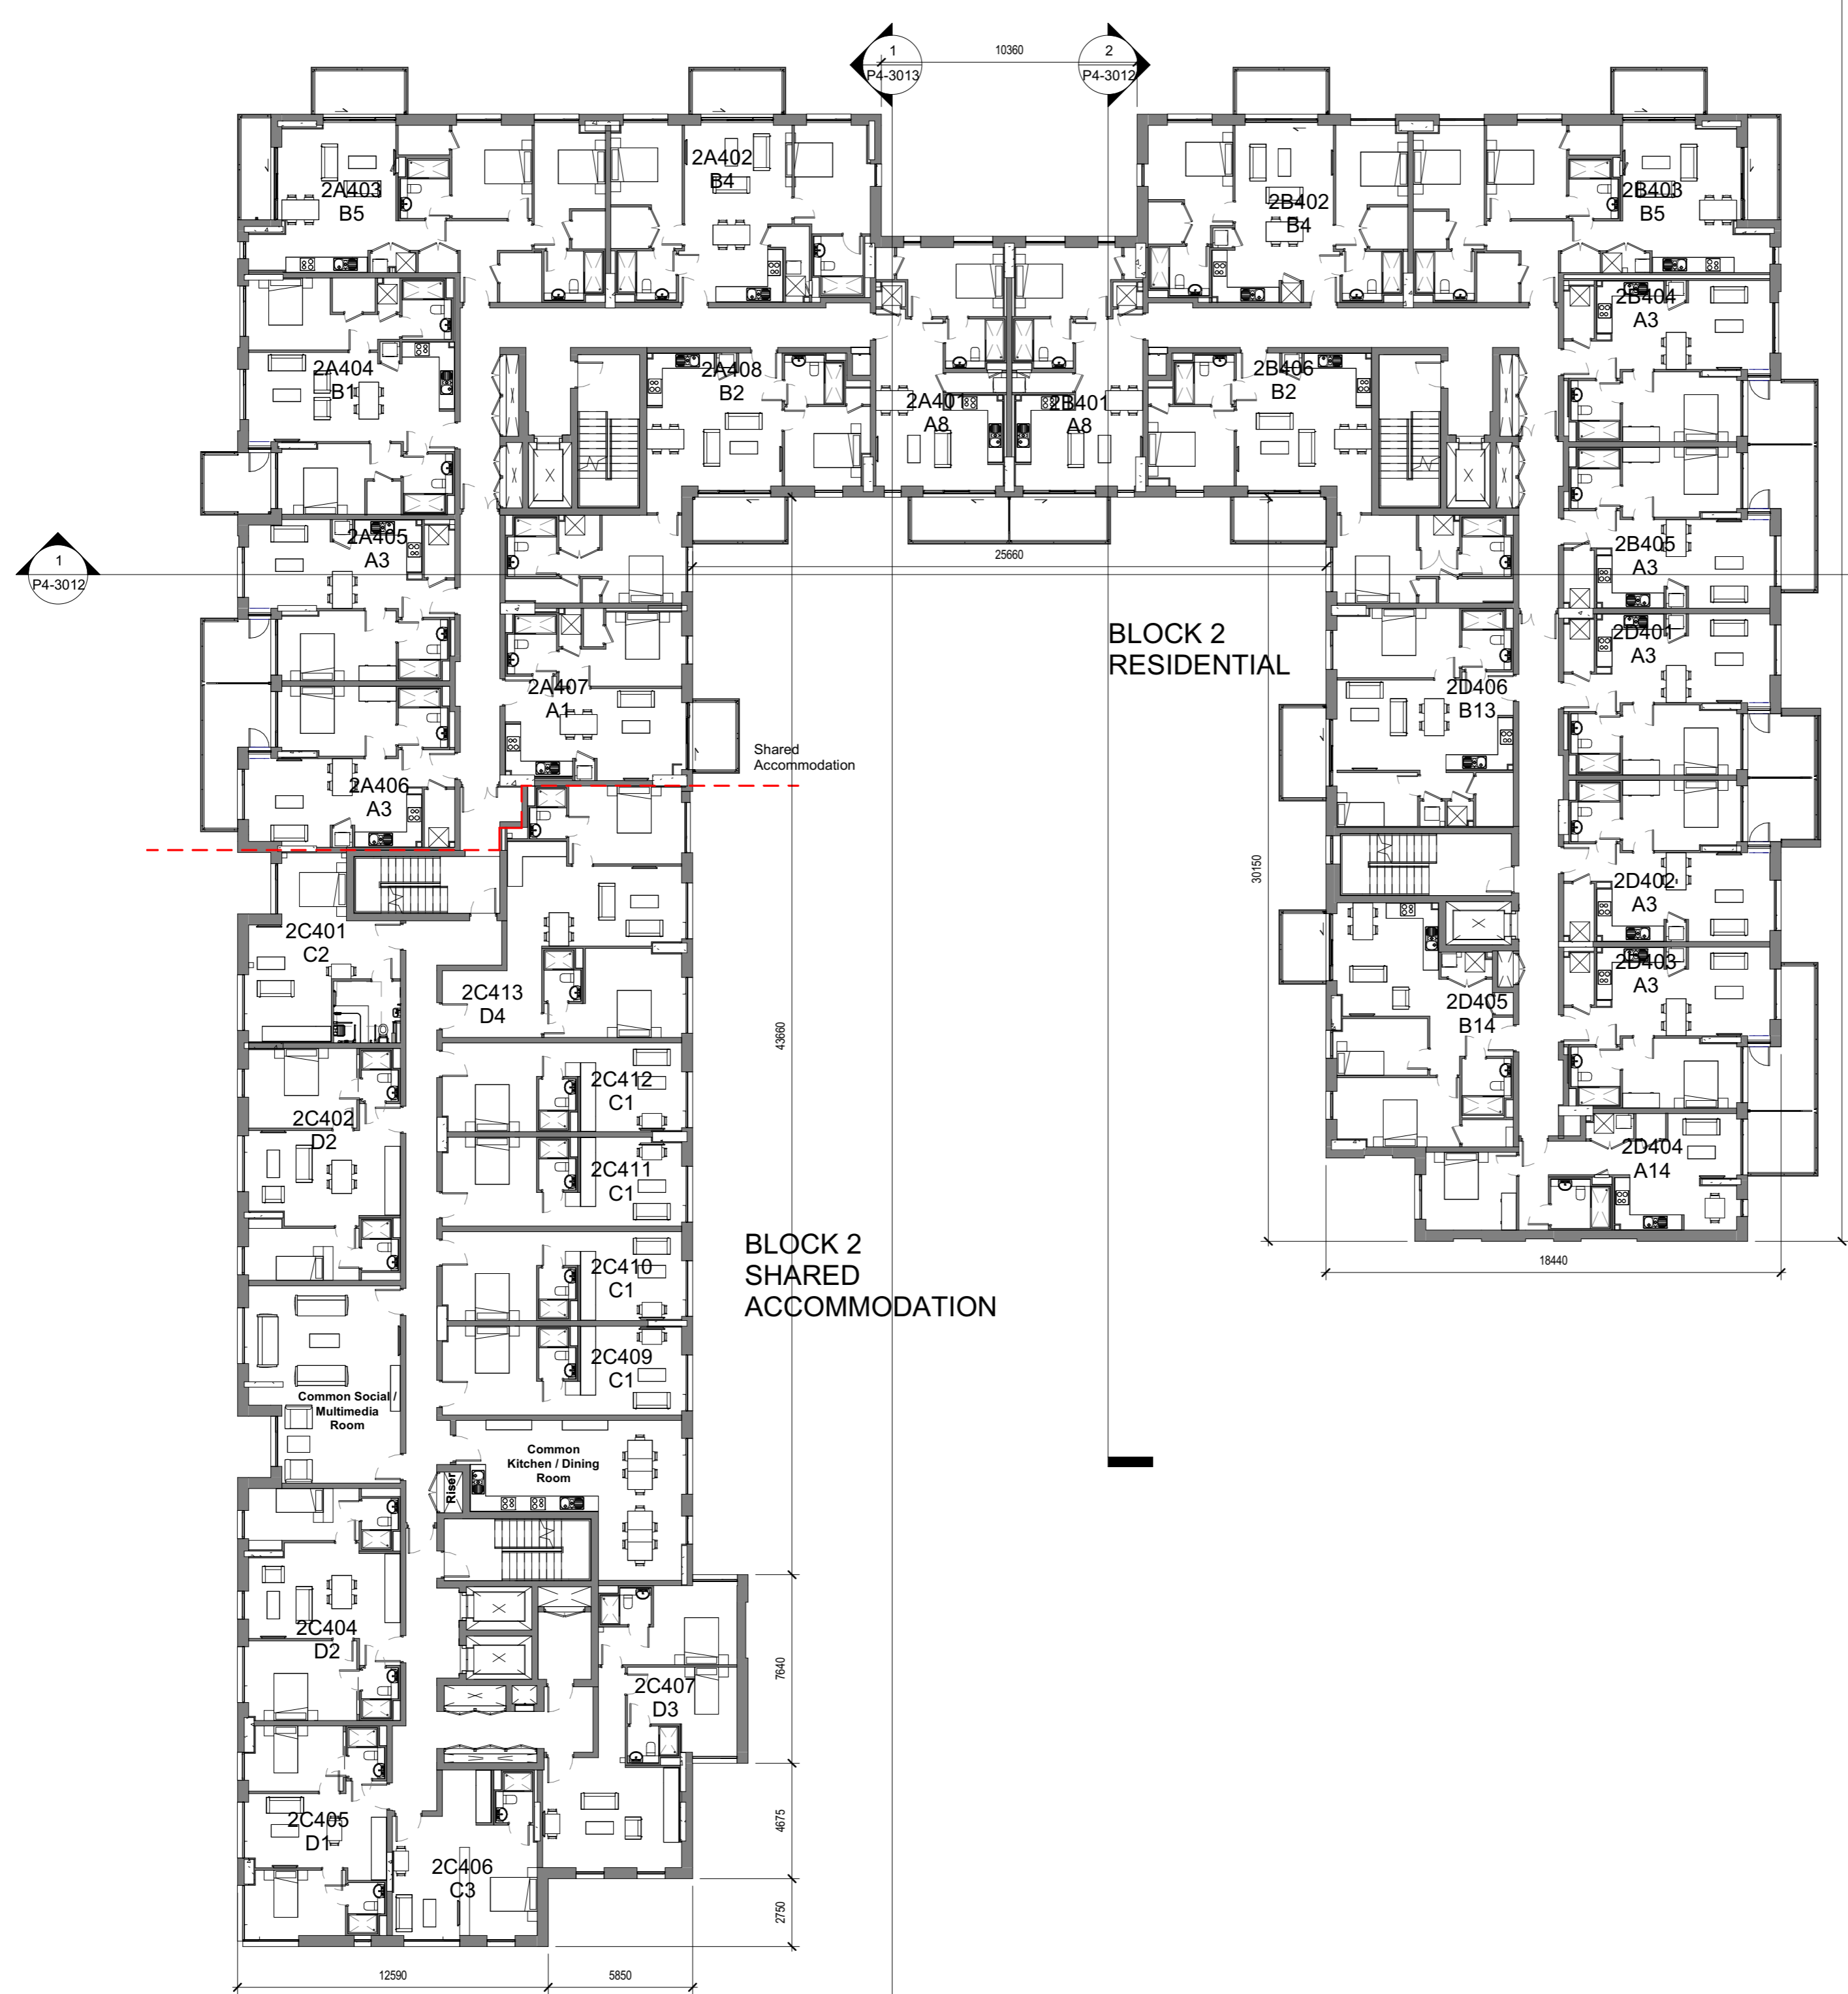 1
P4-3013
10360
2
P4-3012
2A403
B5
2A402
B4
2B402
B4
2B403
B5
2A404
B1
2A408
B2
2A401
A8
2B401
A8
2B406
B2
2B404
A3
2A405
A3
2B405
A3
1
P4-3012
25660
BLOCK 2
RESIDENTIAL
2D401
A3
2A407
A1
2D406
B13
Shared
Accommodation
2A406
A3
30150
2D402
A3
2C401
C2
2C413
D4
43660
2D405
B14
2D403
A3
2C412
C1
2C402
D2
2C411
C1
2D404
A14
BLOCK 2
SHARED
ACCOMMODATION
2C410
C1
18440
2C409
C1
Common Social /
Multimedia
Room
Common
Kitchen / Dining
Room
Riser
2C404
D2
7640
2C407
D3
2C405
D1
4675
2C406
C3
2750
12590
5850